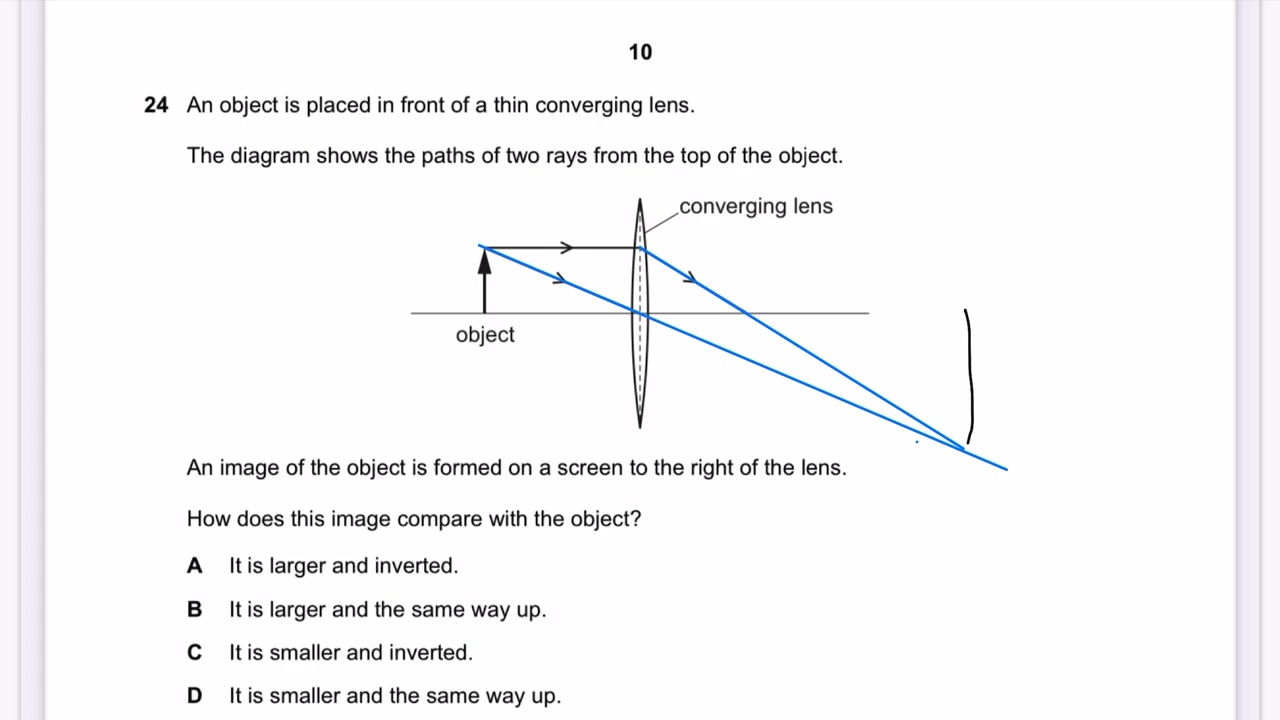 10
24 An object is placed in front of a thin converging lens.
The diagram shows the paths of two rays from the top of the object.
converging lens
object
An image of the object is formed on a screen to the right of the lens.
How does this image compare with the object?
A It is larger and inverted.
B It is larger and the same way up.
C It is smaller and inverted.
D It is smaller and the same way up.